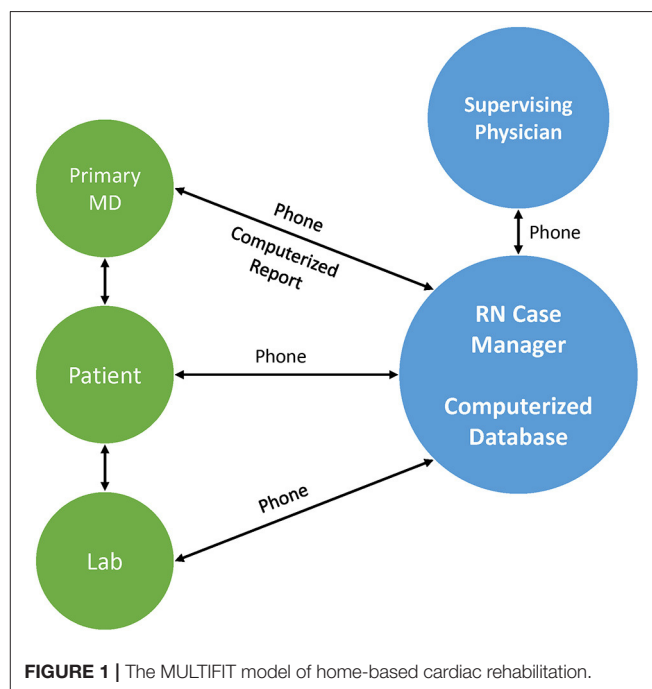 Supervising
Physician
Primary
MD
Phone
Computerized
Report
Phone
RN Case
Manager
Computerized
Database
Patient
Phone
Phone
Lab
FIGURE 1 | The MULTIFIT model of home-based cardiac rehabilitation.